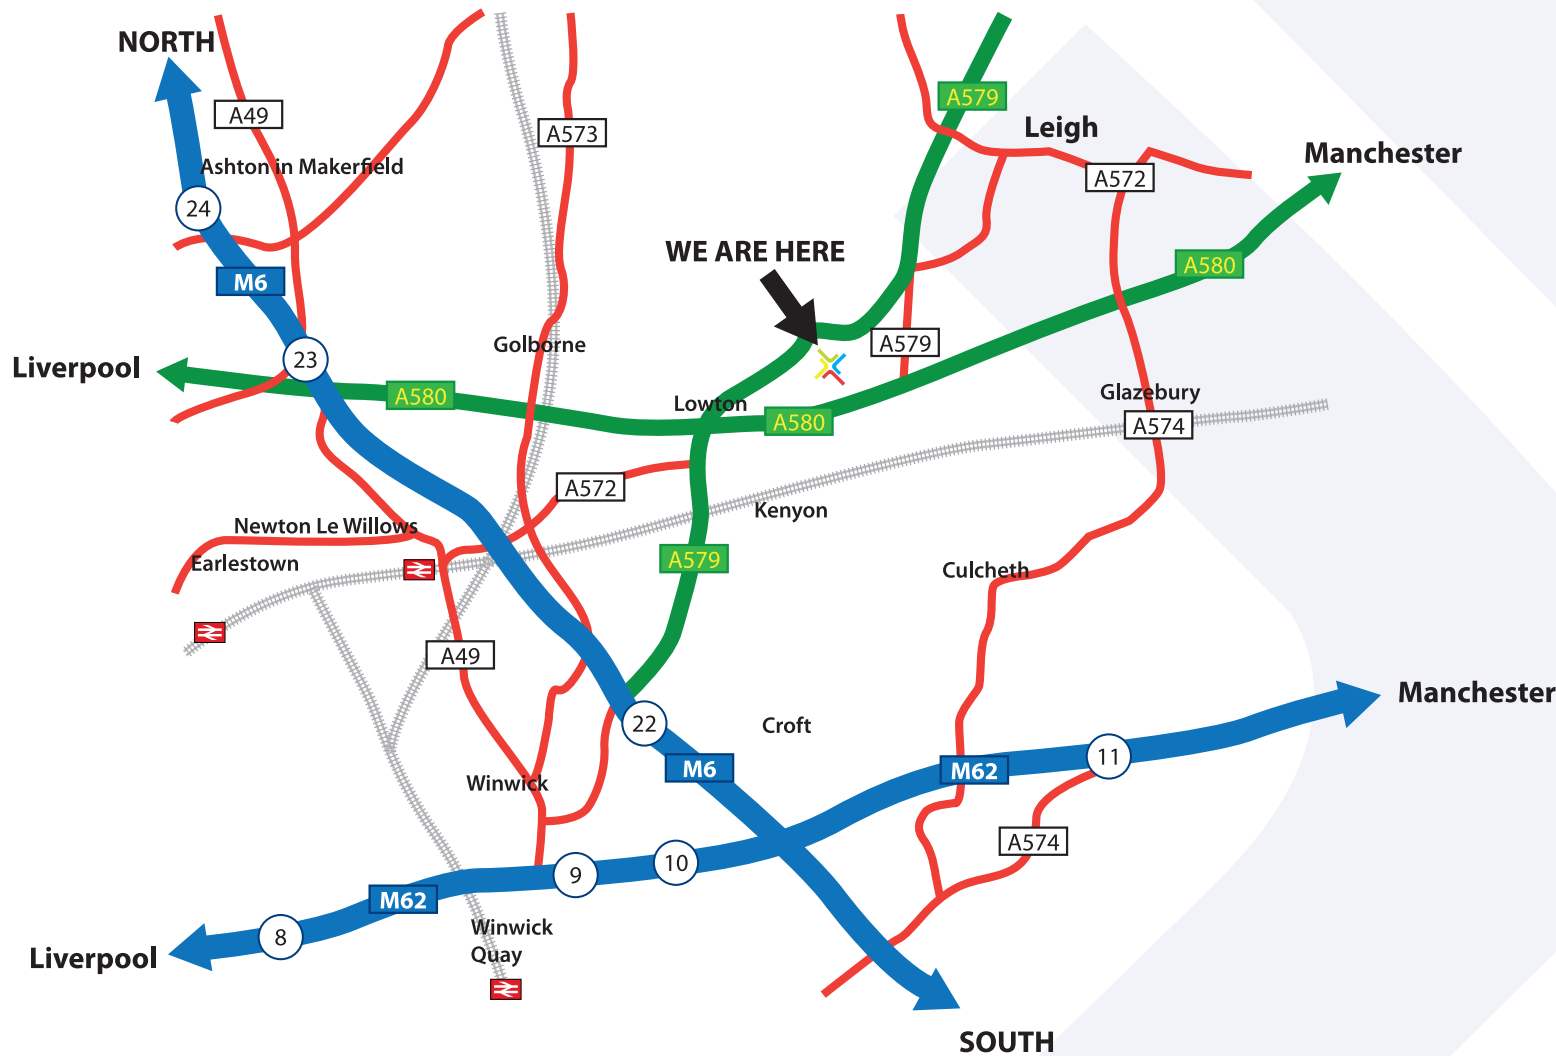 NORTH
A49
A579
A573
Leigh
Manchester
Ashton in Makerfield
A572
24
WE ARE HERE
A580
M6
A579
Golborne
23
Liverpool
A580
Glazebury
Lowton
A580
A574
A572
Kenyon
Newton Le Willows
Earlestown
A579
Culcheth
A49
Manchester
22
Croft
11
M6
M62
Winwick
A574
10
9
M62
Winwick
Quay
8
Liverpool
SOUTH